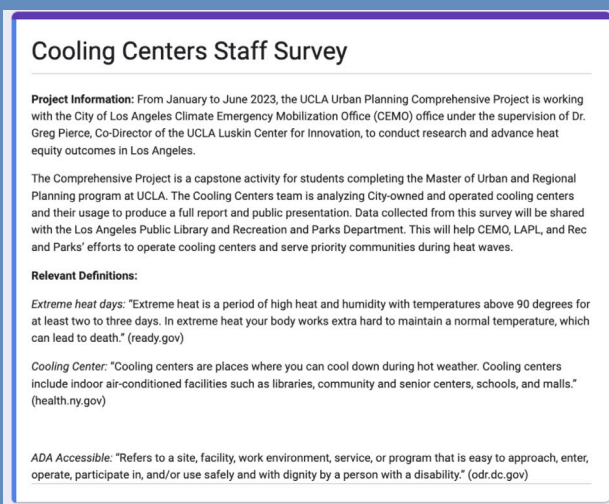 Cooling Centers Staff Survey
Project Information: From January to June 2023, the UCLA Urban Planning Comprehensive Project is working
with the City of Los Angeles Climate Emergency Mobilization Office (CEMO) office under the supervision of Dr.
Greg Pierce, Co-Director of the UCLA Luskin Center for Innovation, to conduct research and advance heat
equity outcomes in Los Angeles.
The Comprehensive Project is a capstone activity for students completing the Master of Urban and Regional
Planning program at UCLA. The Cooling Centers team is analyzing City-owned and operated cooling centers
and their usage to produce a full report and public presentation. Data collected from this survey will be shared
with the Los Angeles Public Library and Recreation and Parks Department. This will help CEMO, LAPL, and Rec
and Parks’ efforts to operate cooling centers and serve priority communities during heat waves.
Relevant Definitions:
Extreme heat days: “Extreme heat is a period of high heat and humidity with temperatures above 90 degrees for
at least two to three days. In extreme heat your body works extra hard to maintain a normal temperature, which
can lead to death.” (ready.gov)
Cooling Center: “Cooling centers are places where you can cool down during hot weather. Cooling centers
include indoor air-conditioned facilities such as libraries, community and senior centers, schools, and malls.”
(health.ny.gov)
ADA Accessible: “Refers to a site, facility, work environment, service, or program that is easy to approach, enter,
operate, participate in, and/or use safely and with dignity by a person with a disability.” (odr.dc.gov)